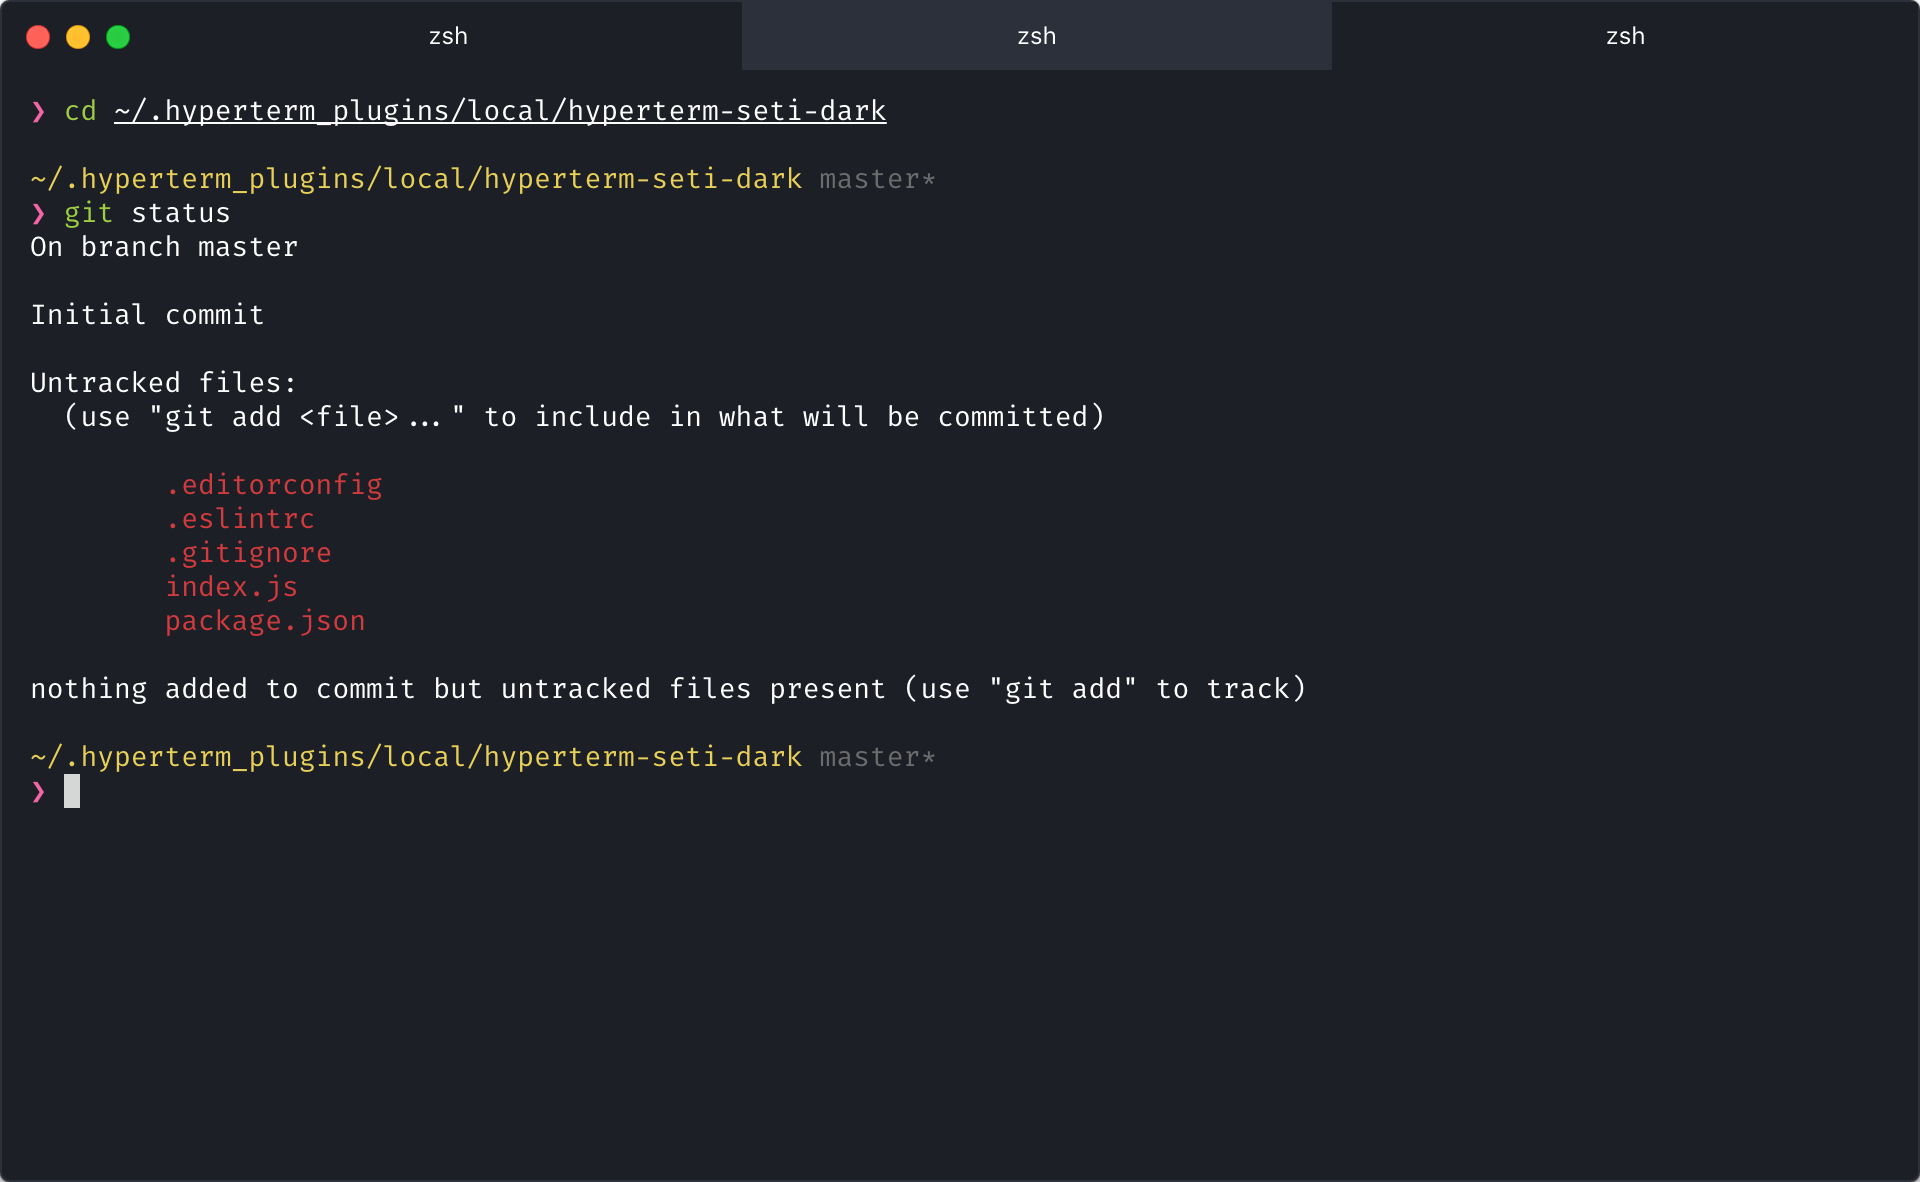 zsh zsh zsh
❯ cd ~/.hyperterm_plugins/local/hyperterm-seti-dark
~/.hyperterm_plugins/local/hyperterm-seti-dark master*
❯ git status
On branch master
Initial commit
Untracked files:
  (use "git add <file>..." to include in what will be committed)
        .editorconfig
        .eslintrc
        .gitignore
        index.js
        package.json
nothing added to commit but untracked files present (use "git add" to track)
~/.hyperterm_plugins/local/hyperterm-seti-dark master*
❯